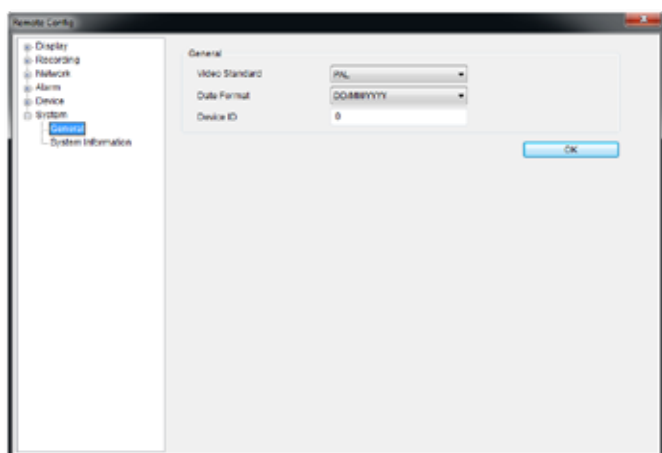 Remote Config
Display
Recording
Network
Alarm
Device
System
General
System Information
General
Video Standard
PAL
Date Format
DD/MM/YYYY
Device ID
0
OK